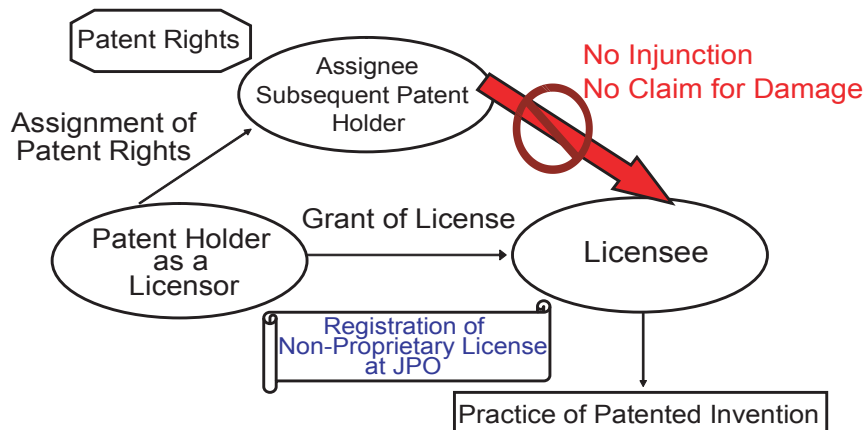 Patent Rights
Assignee
Subsequent Patent
Holder
No Injunction
No Claim for Damage
Assignment of
Patent Rights
Grant of License
Patent Holder
as a
Licensor
Licensee
Registration of
Non-Proprietary License
at JPO
Practice of Patented Invention